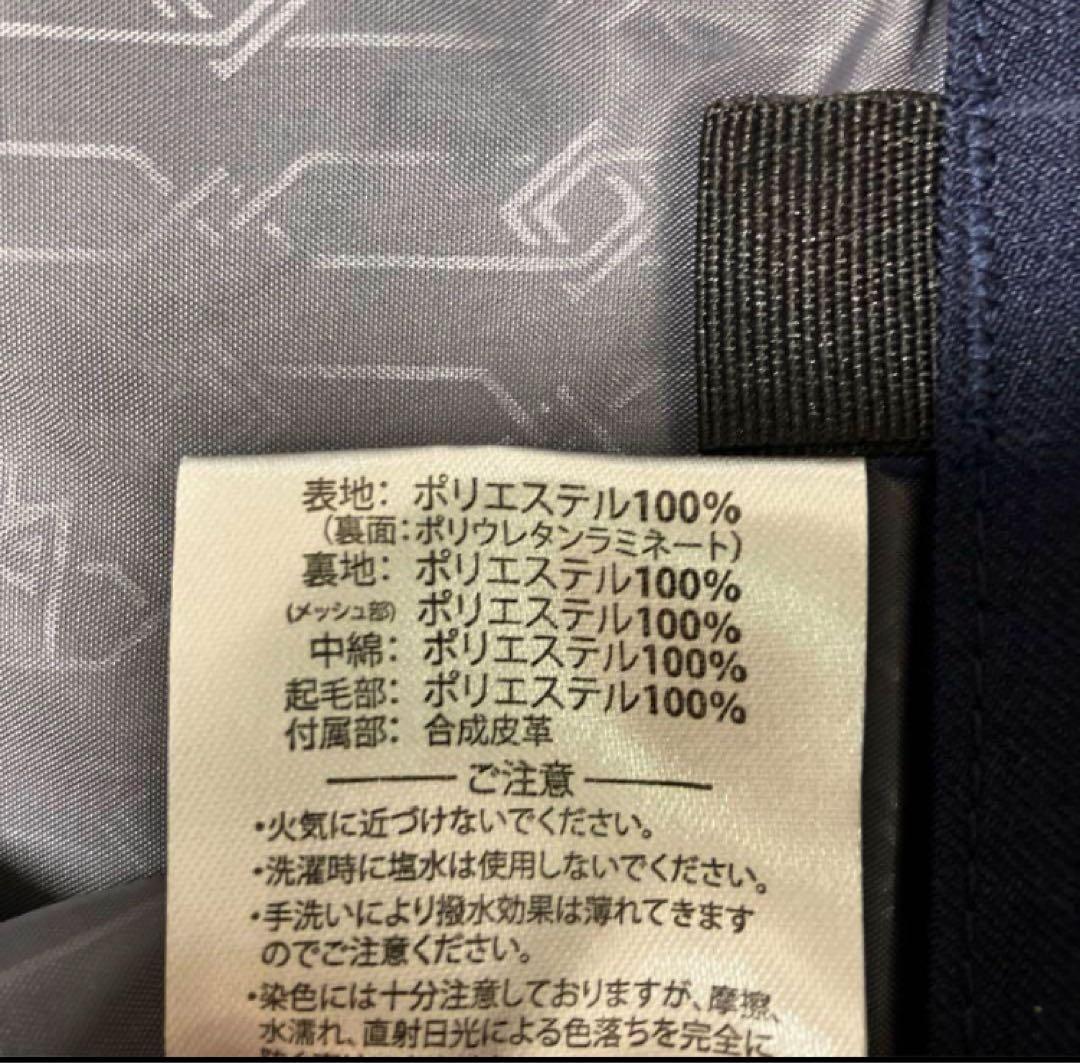 表地：ポリエステル100%
（裏面：ポリウレタンラミネート）
裏地：ポリエステル100%
(メッシュ部) ポリエステル100%
中綿：ポリエステル100%
起毛部：ポリエステル100%
付属部：合成皮革
ご注意
・火気に近づけないでください。
・洗濯時に塩水は使用しないでください。
・手洗いにより撥水効果は薄れてきます
のでご注意ください。
・染色には十分注意しておりますが、摩擦、
水濡れ、直射日光による色落ちを完全に